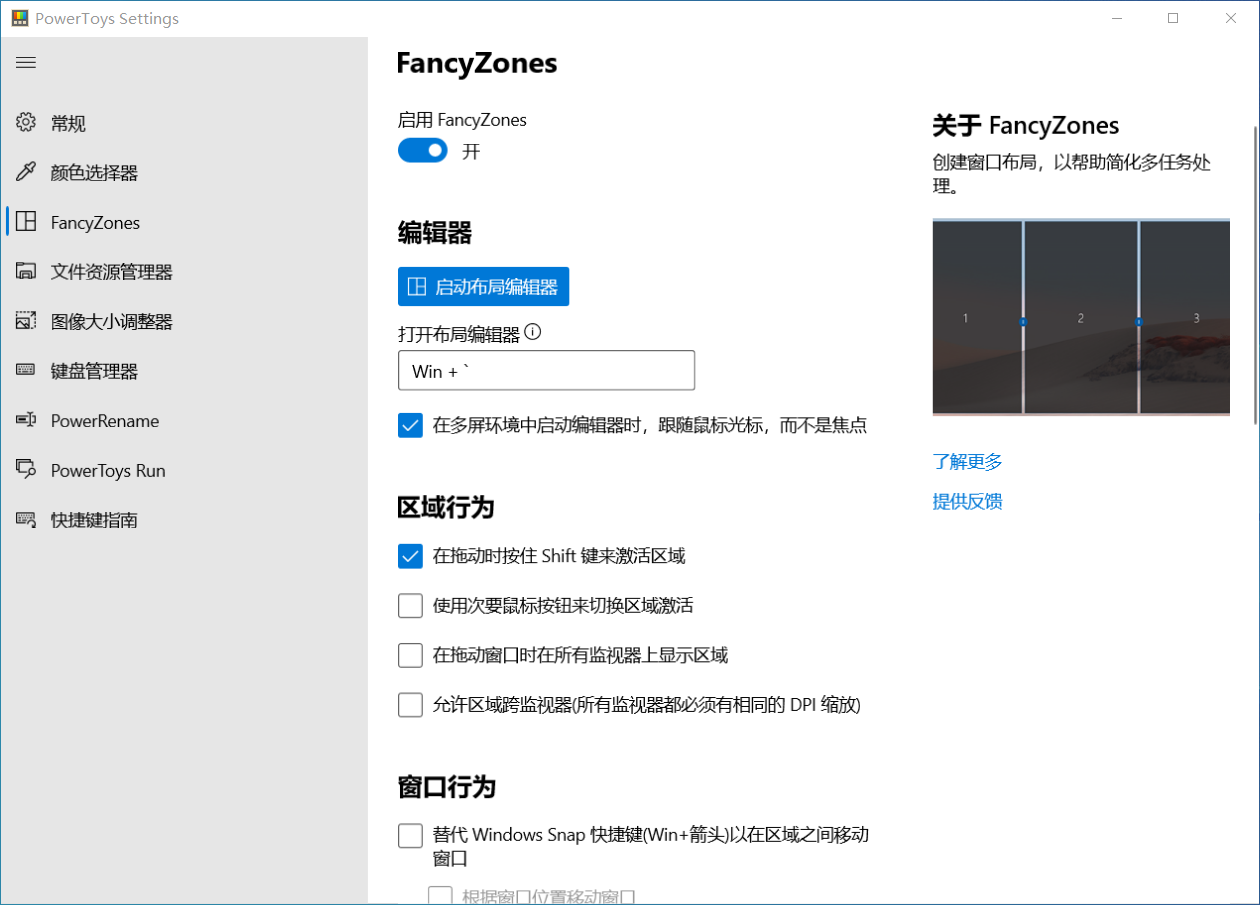 PowerToys Settings
常规
颜色选择器
FancyZones
文件资源管理器
图像大小调整器
键盘管理器
PowerRename
PowerToys Run
快捷键指南
FancyZones
启用 FancyZones
开
编辑器
启动布局编辑器
打开布局编辑器
Win + `
在多屏环境中启动编辑器时，跟随鼠标光标，而不是焦点
区域行为
在拖动时按住 Shift 键来激活区域
使用次要鼠标按钮来切换区域激活
在拖动窗口时在所有监视器上显示区域
允许区域跨监视器(所有监视器都必须有相同的 DPI 缩放)
窗口行为
替代 Windows Snap 快捷键(Win+箭头)以在区域之间移动
窗口
根据窗口位置移动窗口
关于 FancyZones
创建窗口布局，以帮助简化多任务处
理。
1
2
3
了解更多
提供反馈